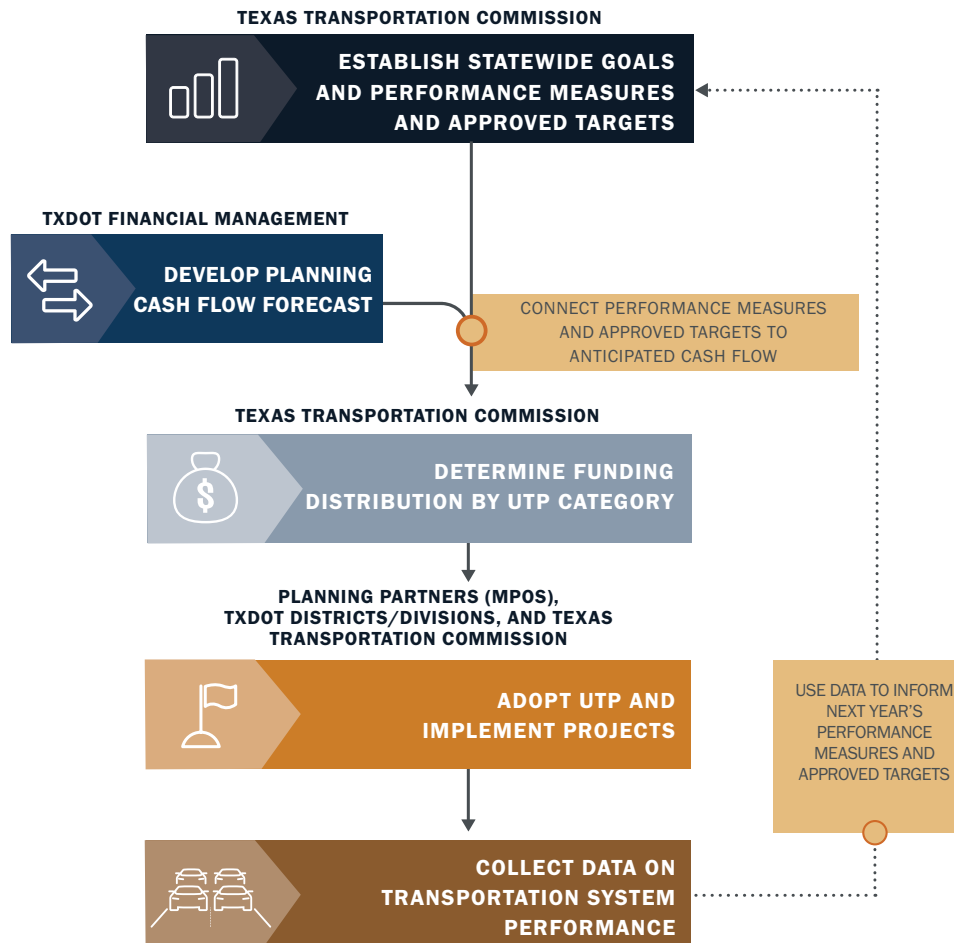 TEXAS TRANSPORTATION COMMISSION
ESTABLISH STATEWIDE GOALS
AND PERFORMANCE MEASURES
AND APPROVED TARGETS
TXDOT FINANCIAL MANAGEMENT
DEVELOP PLANNING
CASH FLOW FORECAST
CONNECT PERFORMANCE MEASURES
AND APPROVED TARGETS TO
ANTICIPATED CASH FLOW
TEXAS TRANSPORTATION COMMISSION
$
DETERMINE FUNDING
DISTRIBUTION BY UTP CATEGORY
PLANNING PARTNERS (MPOS),
TXDOT DISTRICTS/DIVISIONS, AND TEXAS
TRANSPORTATION COMMISSION
ADOPT UTP AND
IMPLEMENT PROJECTS
USE DATA TO INFORM
NEXT YEAR'S
PERFORMANCE
MEASURES AND
APPROVED TARGETS
COLLECT DATA ON
TRANSPORTATION SYSTEM
PERFORMANCE